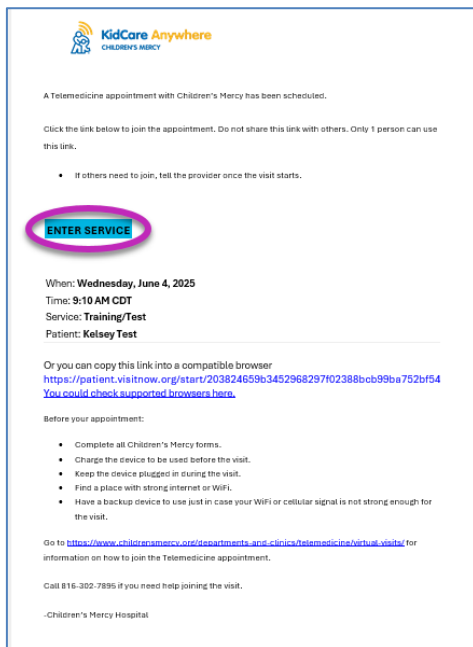 KidCare Anywhere
CHILDREN'S MERCY
A Telemedicine appointment with Children's Mercy has been scheduled.
Click the link below to join the appointment. Do not share this link with others. Only 1 person can use
this link.
• If others need to join, tell the provider once the visit starts.
ENTER SERVICE
When: Wednesday, June 4, 2025
Time: 9:10 AM CDT
Service: Training/Test
Patient: Kelsey Test
Or you can copy this link into a compatible browser
https://patient.visitnow.org/start/203824659b3452968297f02388bcb99ba752bf54
You could check supported browsers here.
Before your appointment:
• Complete all Children's Mercy forms.
• Charge the device to be used before the visit.
• Keep the device plugged in during the visit.
• Find a place with strong internet or WiFi.
• Have a backup device to use just in case your WiFi or cellular signal is not strong enough for
the visit.
Go to https://www.childrensmercy.org/departments-and-clinics/telemedicine/virtual-visits/ for
information on how to join the Telemedicine appointment.
Call 816-302-7895 if you need help joining the visit.
-Children's Mercy Hospital